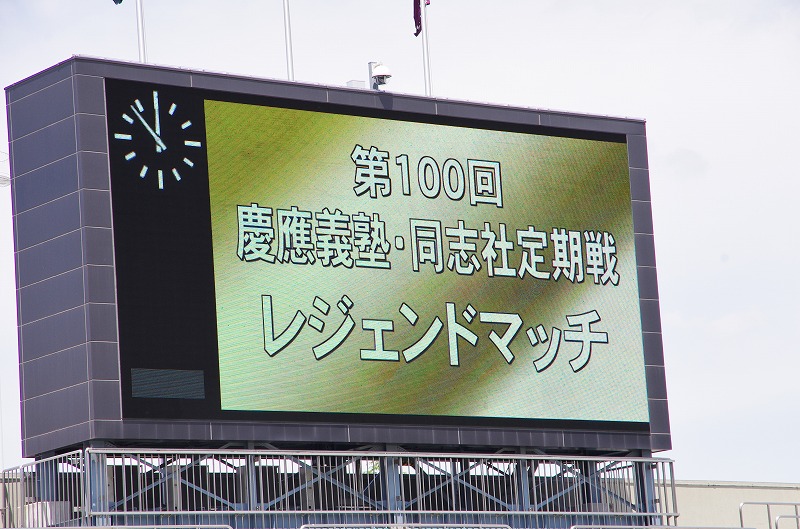 第100回
慶應義塾・同志社定期戦
レジェンドマッチ